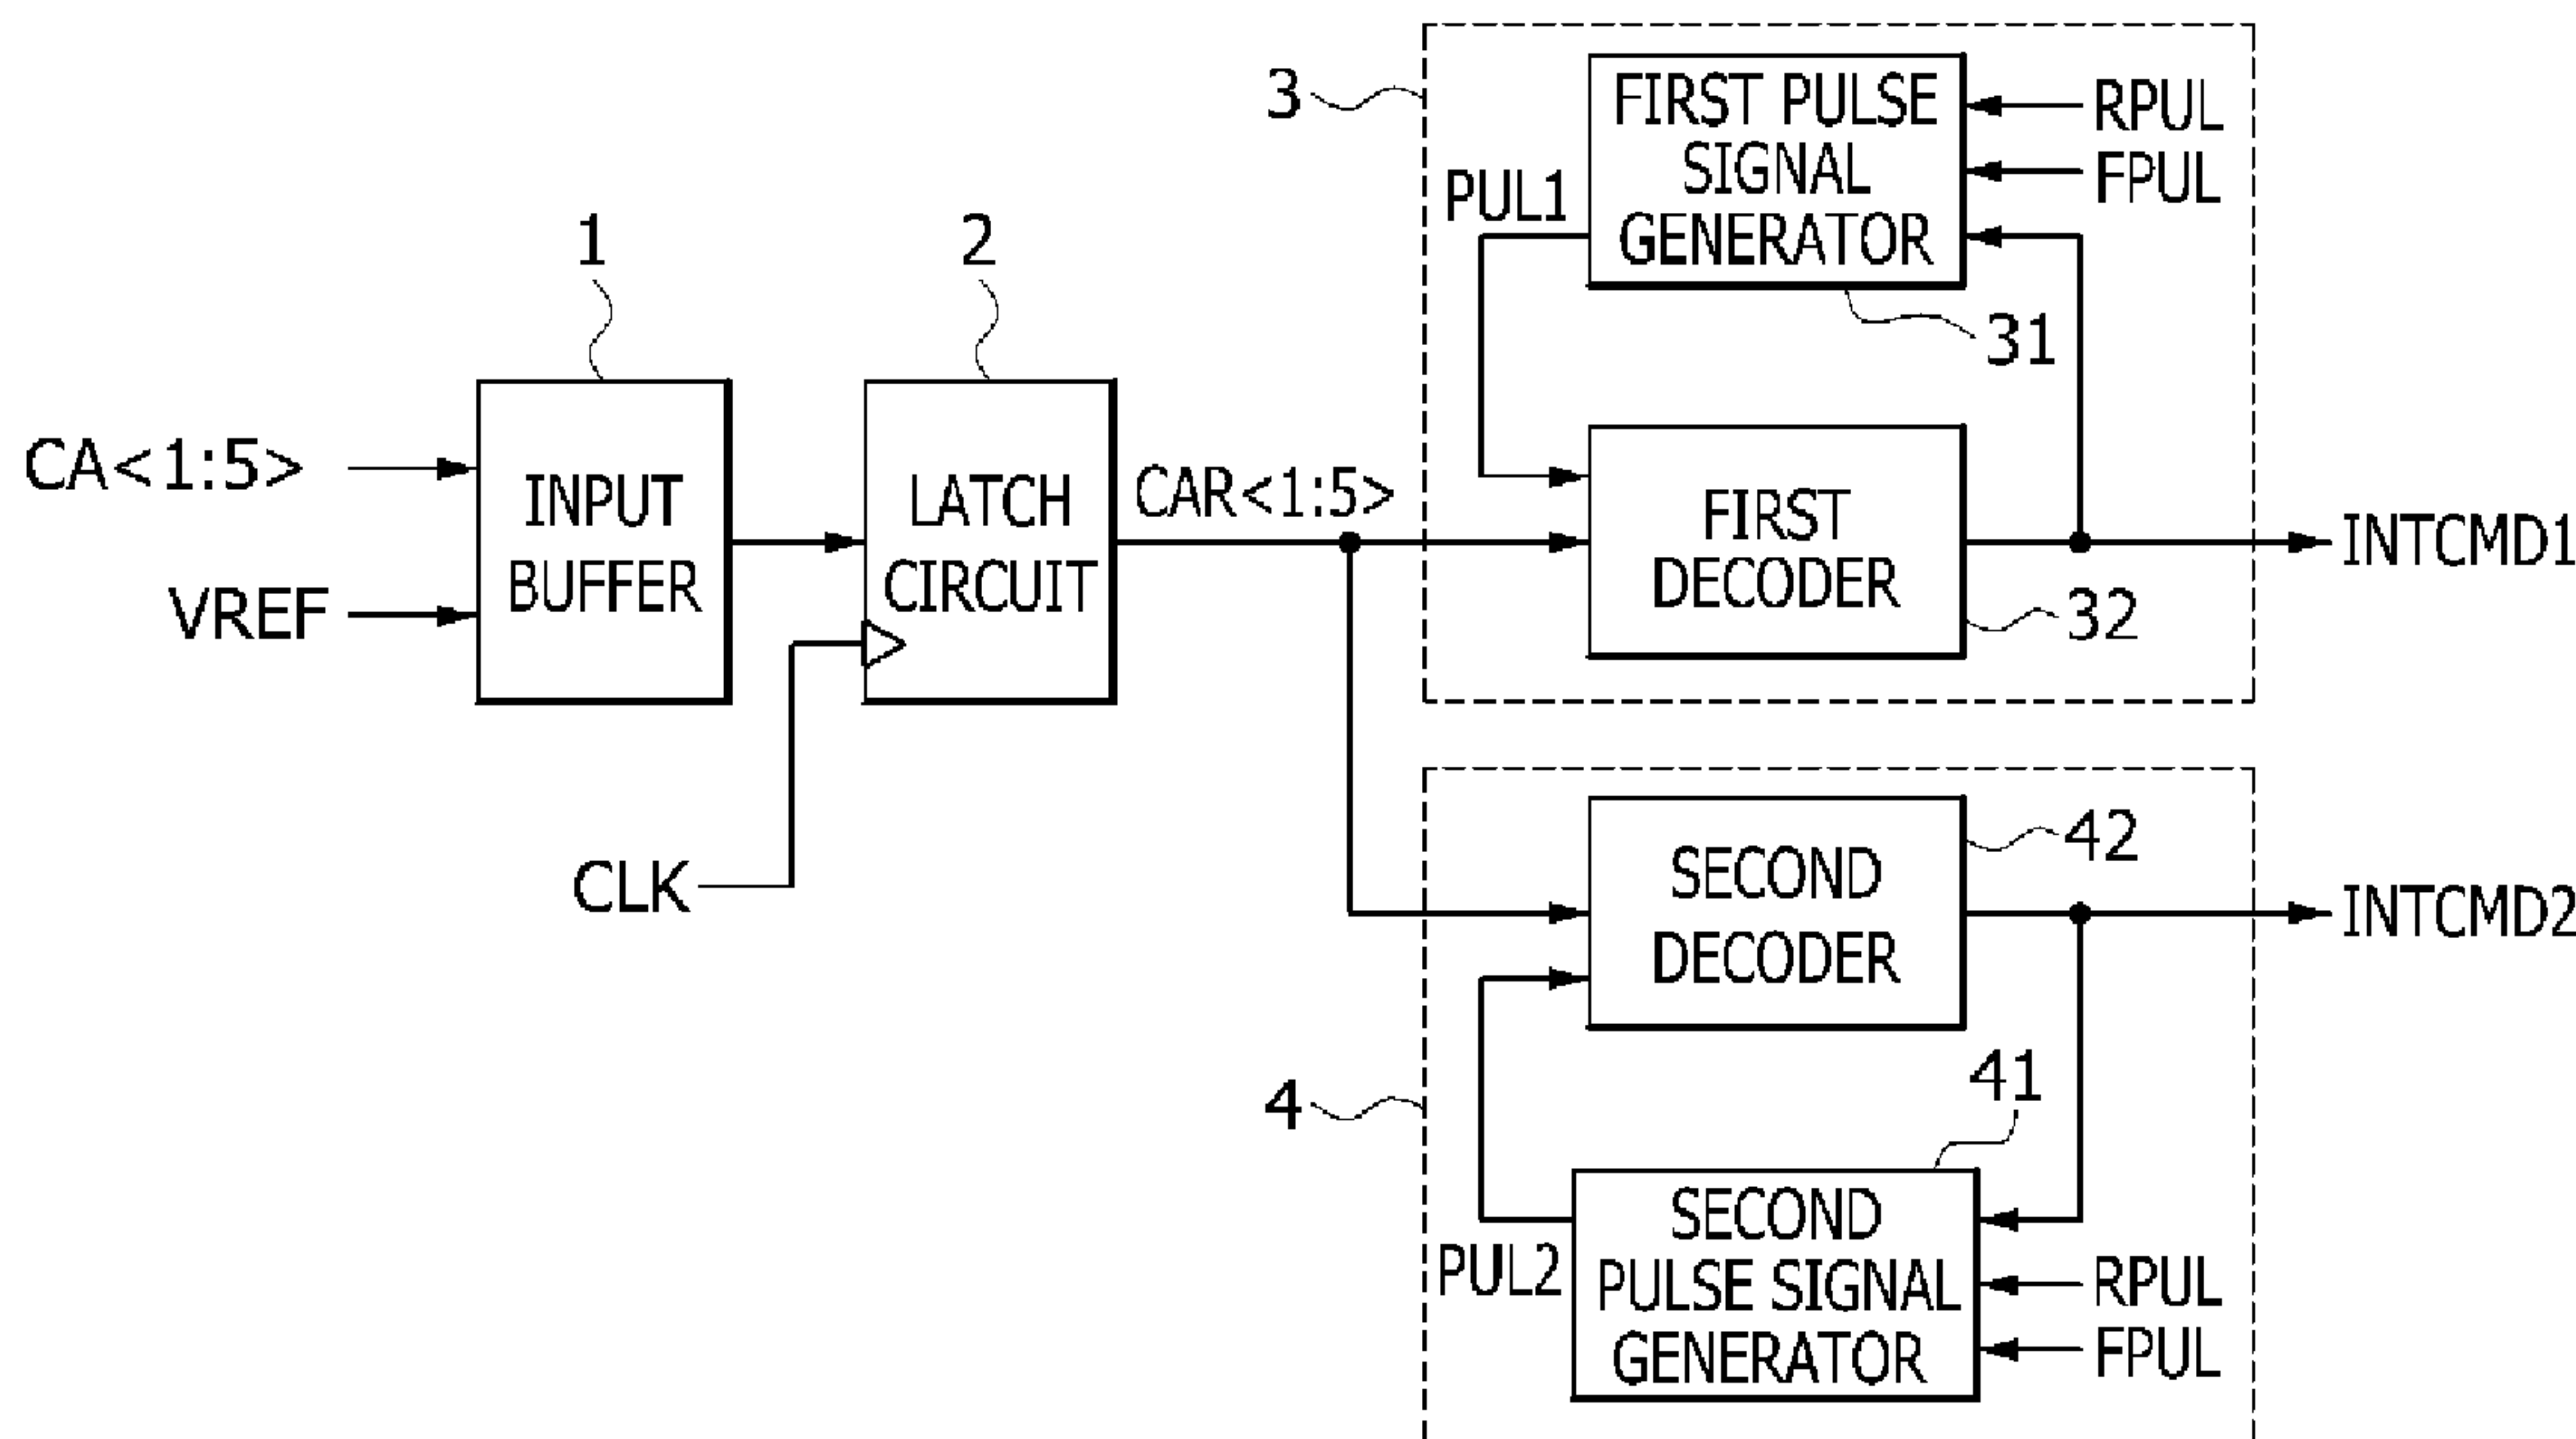 3
FIRST PULSE
SIGNAL
GENERATOR
RPUL
FPUL
PUL1
31
1
2
CA<1:5>
VREF
INPUT
BUFFER
LATCH
CIRCUIT
CAR<1:5>
CLK
FIRST
DECODER
32
INTCMD1
SECOND
DECODER
42
INTCMD2
4
41
PUL2
SECOND
PULSE SIGNAL
GENERATOR
RPUL
FPUL